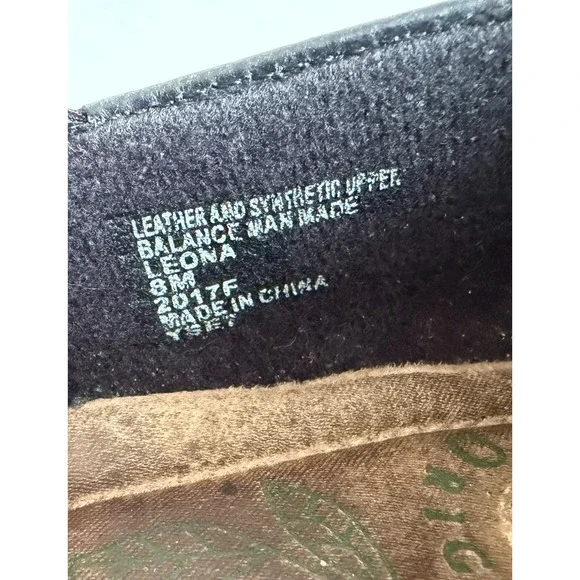 LEATHER AND SYNTHETIC UPPER
BALANCE MAN MADE
LEONA
8M
2017F
MADE IN CHINA